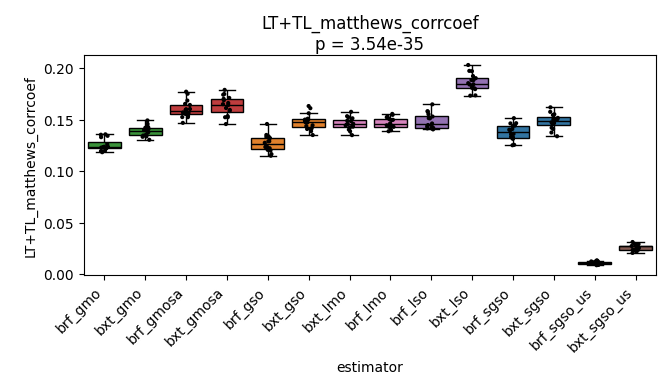 LT+TL_matthews_corrcoef
p = 3.54e-35
LT+TL_matthews_corrcoef
0.20
0.15
0.10
0.05
0.00
brf_gmo
bxt_gmo
brf_gmosa
bxt_gmosa
brf_gso
bxt_gso
bxt_lmo
brf_lmo
brf_lso
bxt_lso
brf_sgso
bxt_sgso
brf_sgso_us
bxt_sgso_us
estimator